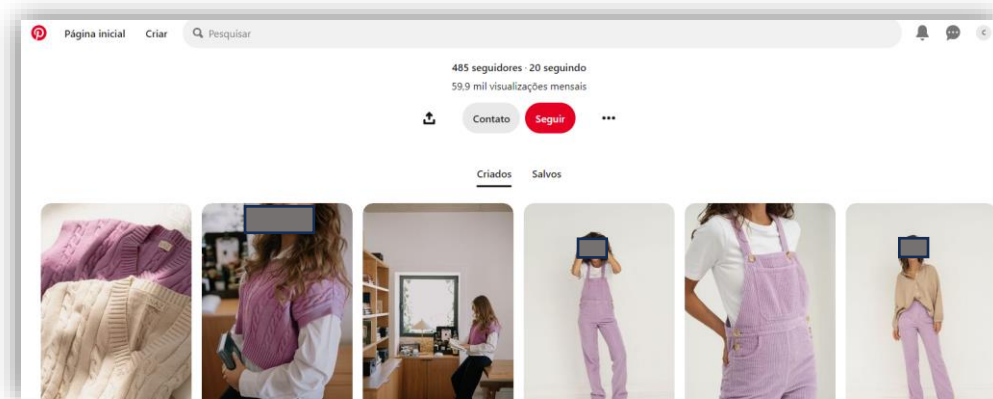 Página inicial Criar Pesquisar c
485 seguidores · 20 seguindo
59,9 mil visualizações mensais
Contato Seguir
Criados Salvos